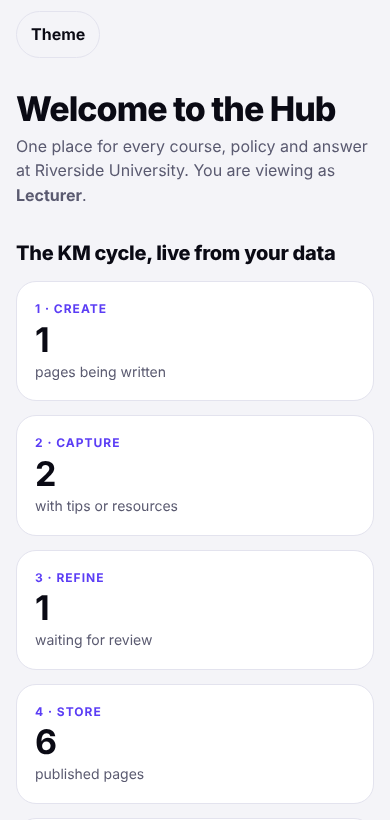 Theme
Welcome to the Hub
One place for every course, policy and answer
at Riverside University. You are viewing as
Lecturer.
The KM cycle, live from your data
1 · CREATE
1
pages being written
2 · CAPTURE
2
with tips or resources
3 · REFINE
1
waiting for review
4 · STORE
6
published pages